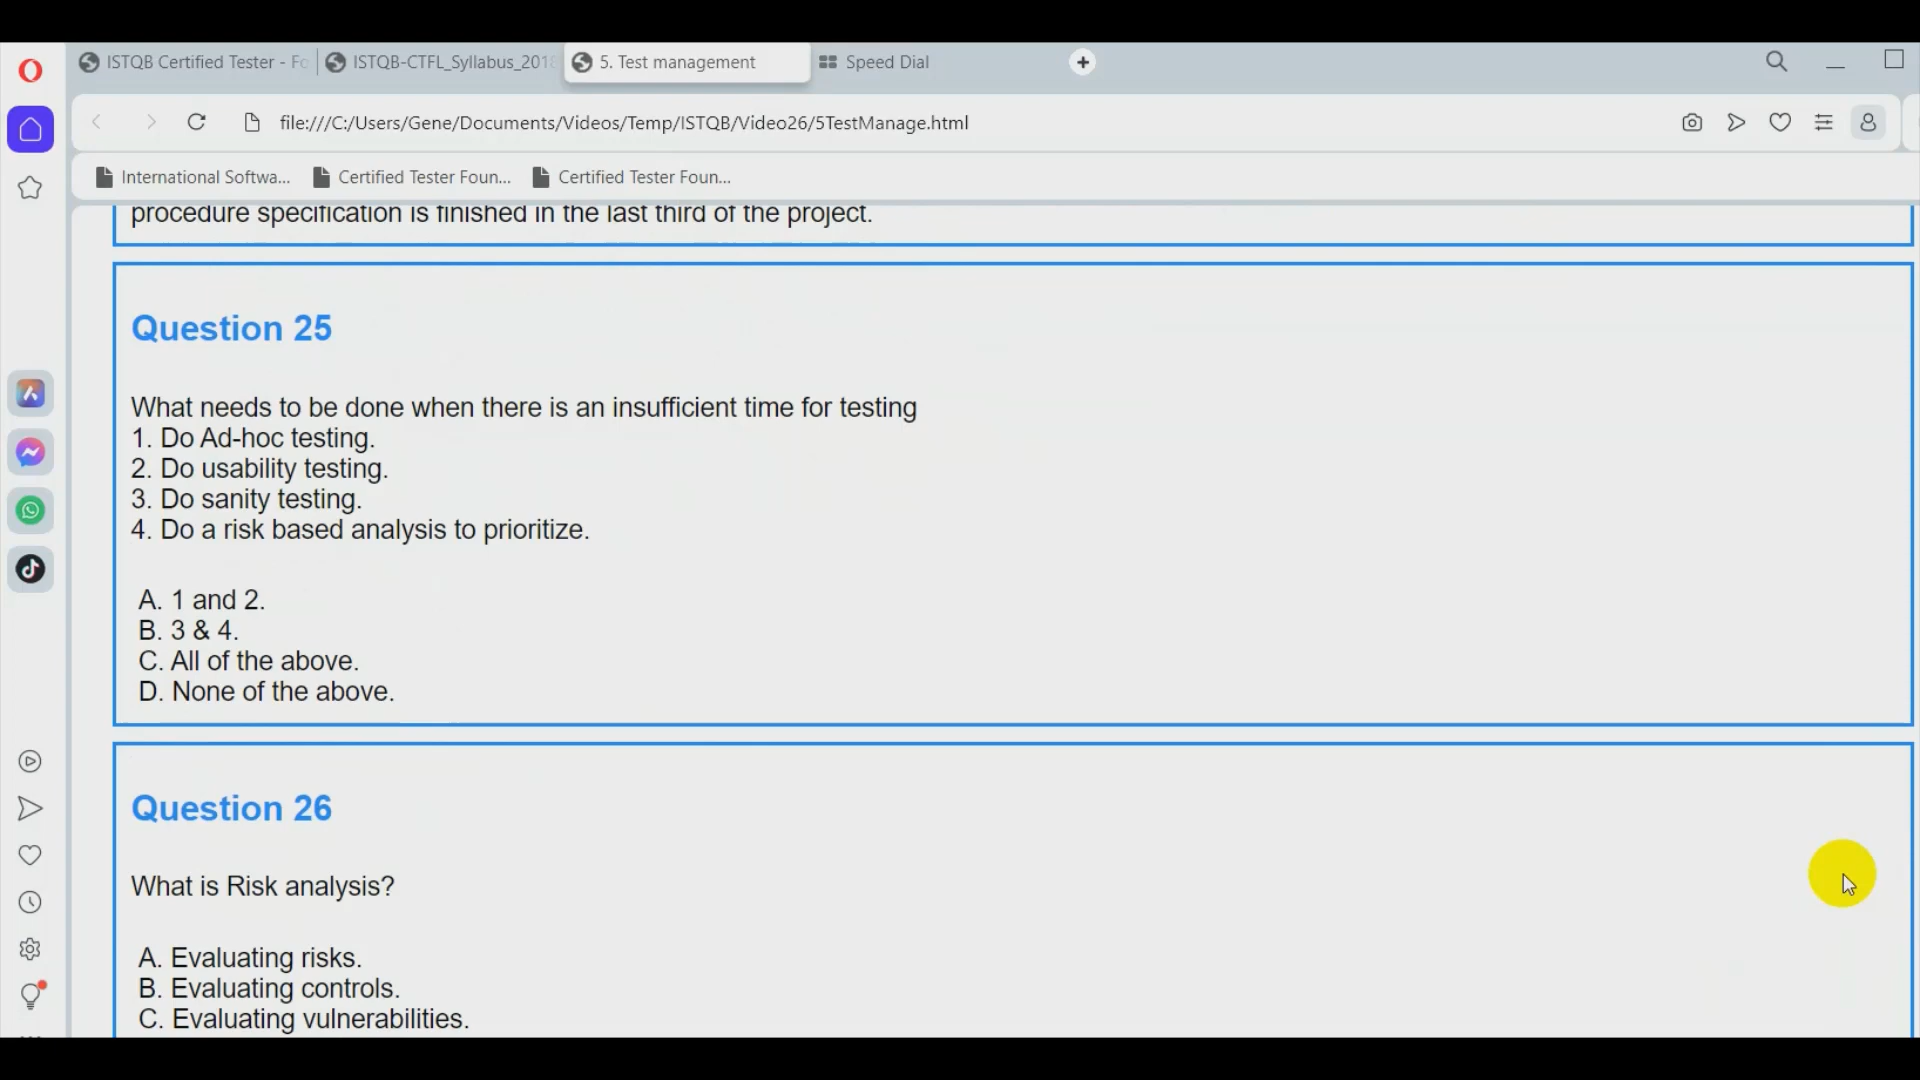 ISTQB Certified Tester - Fo
ISTQB-CTFL_Syllabus_2018
5. Test management
Speed Dial
file:///C:/Users/Gene/Documents/Videos/Temp/ISTQB/Video26/5TestManage.html
International Softwa...
Certified Tester Foun...
Certified Tester Foun...
procedure specification is finished in the last third of the project.
Question 25
What needs to be done when there is an insufficient time for testing
1. Do Ad-hoc testing.
2. Do usability testing.
3. Do sanity testing.
4. Do a risk based analysis to prioritize.
A. 1 and 2.
B. 3 & 4.
C. All of the above.
D. None of the above.
Question 26
What is Risk analysis?
A. Evaluating risks.
B. Evaluating controls.
C. Evaluating vulnerabilities.